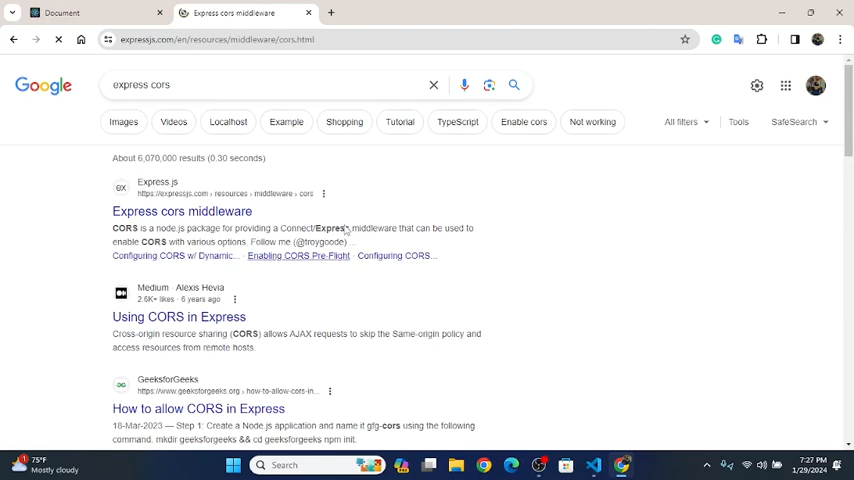 Document
Express cors middleware
expressjs.com/en/resources/middleware/cors.html
Google
express cors
Images
Videos
Localhost
Example
Shopping
Tutorial
TypeScript
Enable cors
Not working
All filters
Tools
SafeSearch
About 6,070,000 results (0.30 seconds)
Express.js
https://expressjs.com › resources › middleware › cors
Express cors middleware
CORS is a node.js package for providing a Connect/Express middleware that can be used to
enable CORS with various options. Follow me (@troygoode) ...
Configuring CORS w/ Dynamic... · Enabling CORS Pre-Flight · Configuring CORS...
Medium · Alexis Hevia
2.6K+ likes · 6 years ago
Using CORS in Express
Cross-origin resource sharing (CORS) allows AJAX requests to skip the Same-origin policy and
access resources from remote hosts.
GeeksforGeeks
https://www.geeksforgeeks.org › how-to-allow-cors-in...
How to allow CORS in Express
18-Mar-2023 — Step 1: Create a Node.js application and name it gfg-cors using the following
command. mkdir geeksforgeeks && cd geeksforgeeks npm init.
1
75°F
Mostly cloudy
Search
7:27 PM
1/29/2024